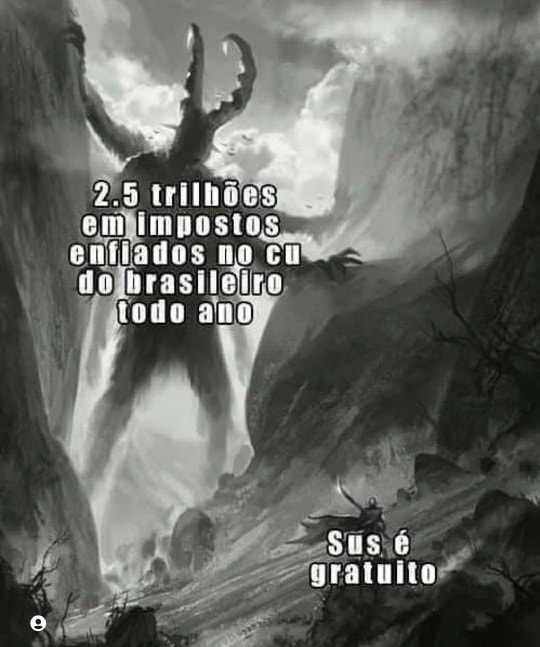 2.5 trilhões
em impostos
enfiados no cu
do brasileiro
todo ano
Sus é
gratuito